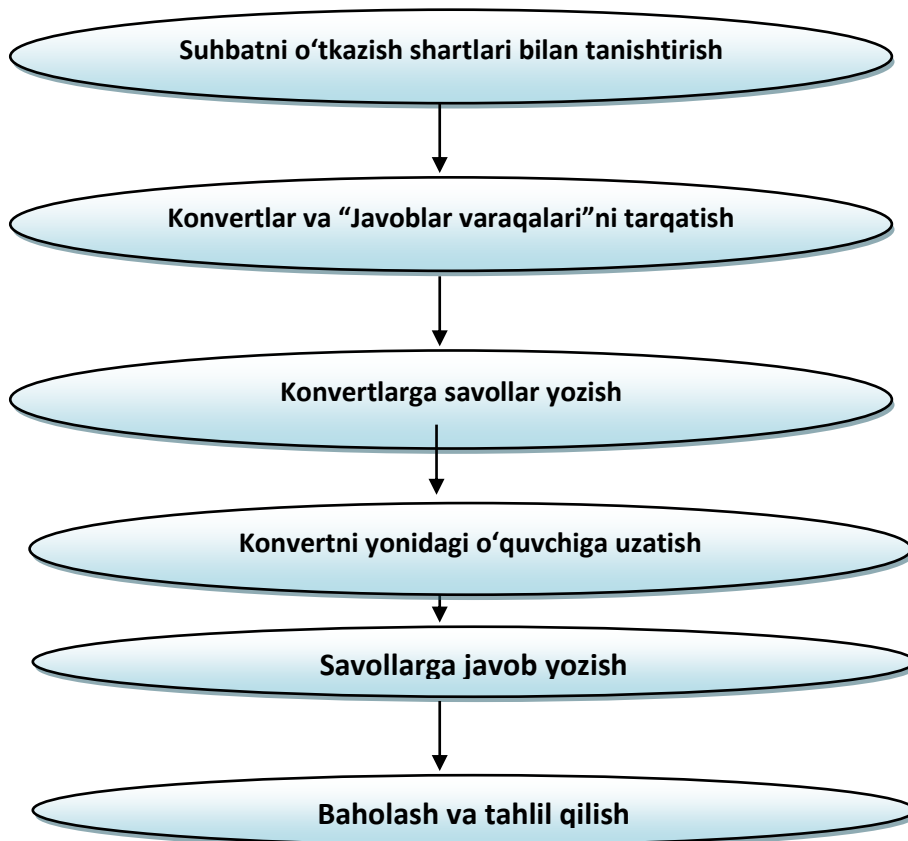 Suhbatni o‘tkazish shartlari bilan tanishtirish
Konvertlar va “Javoblar varaqalari”ni tarqatish
Konvertlarga savollar yozish
Konvertni yonidagi o‘quvchiga uzatish
Savollarga javob yozish
Baholash va tahlil qilish